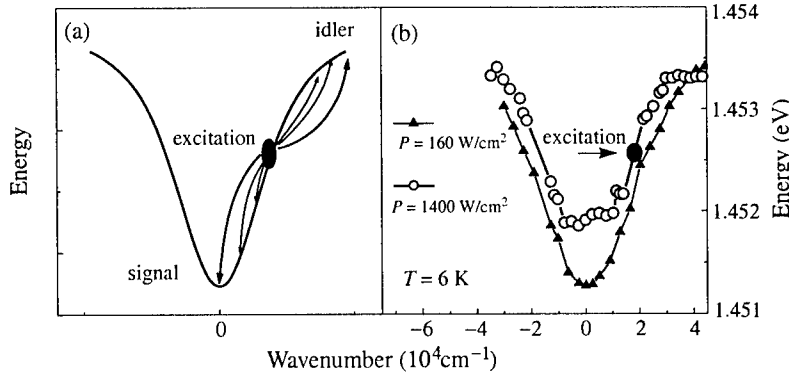 (a)
idler
excitation
signal
Energy
0
(b)
excitation
P = 160 W/cm²
P = 1400 W/cm²
T = 6 K
1.454
1.453
1.452
1.451
Energy (eV)
−6 −4 −2 0 2 4
Wavenumber (10⁴cm⁻¹)